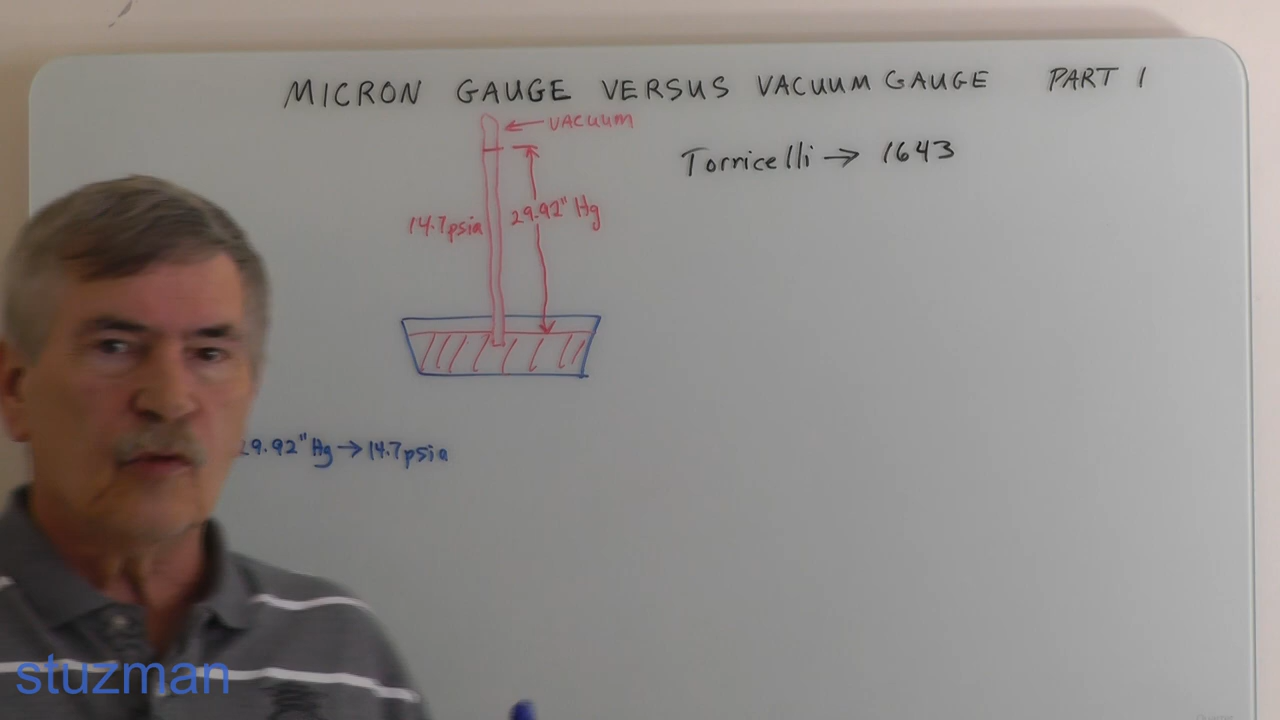 MICRON GAUGE VERSUS VACUUM GAUGE PART 1
VACUUM
Torricelli → 1643
14.7psia
29.92" Hg
29.92" Hg → 14.7psia
stuzman